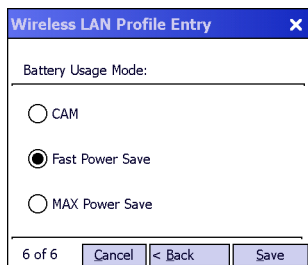 Wireless LAN Profile Entry
Battery Usage Mode:
CAM
Fast Power Save
MAX Power Save
6 of 6 Cancel < Back Save